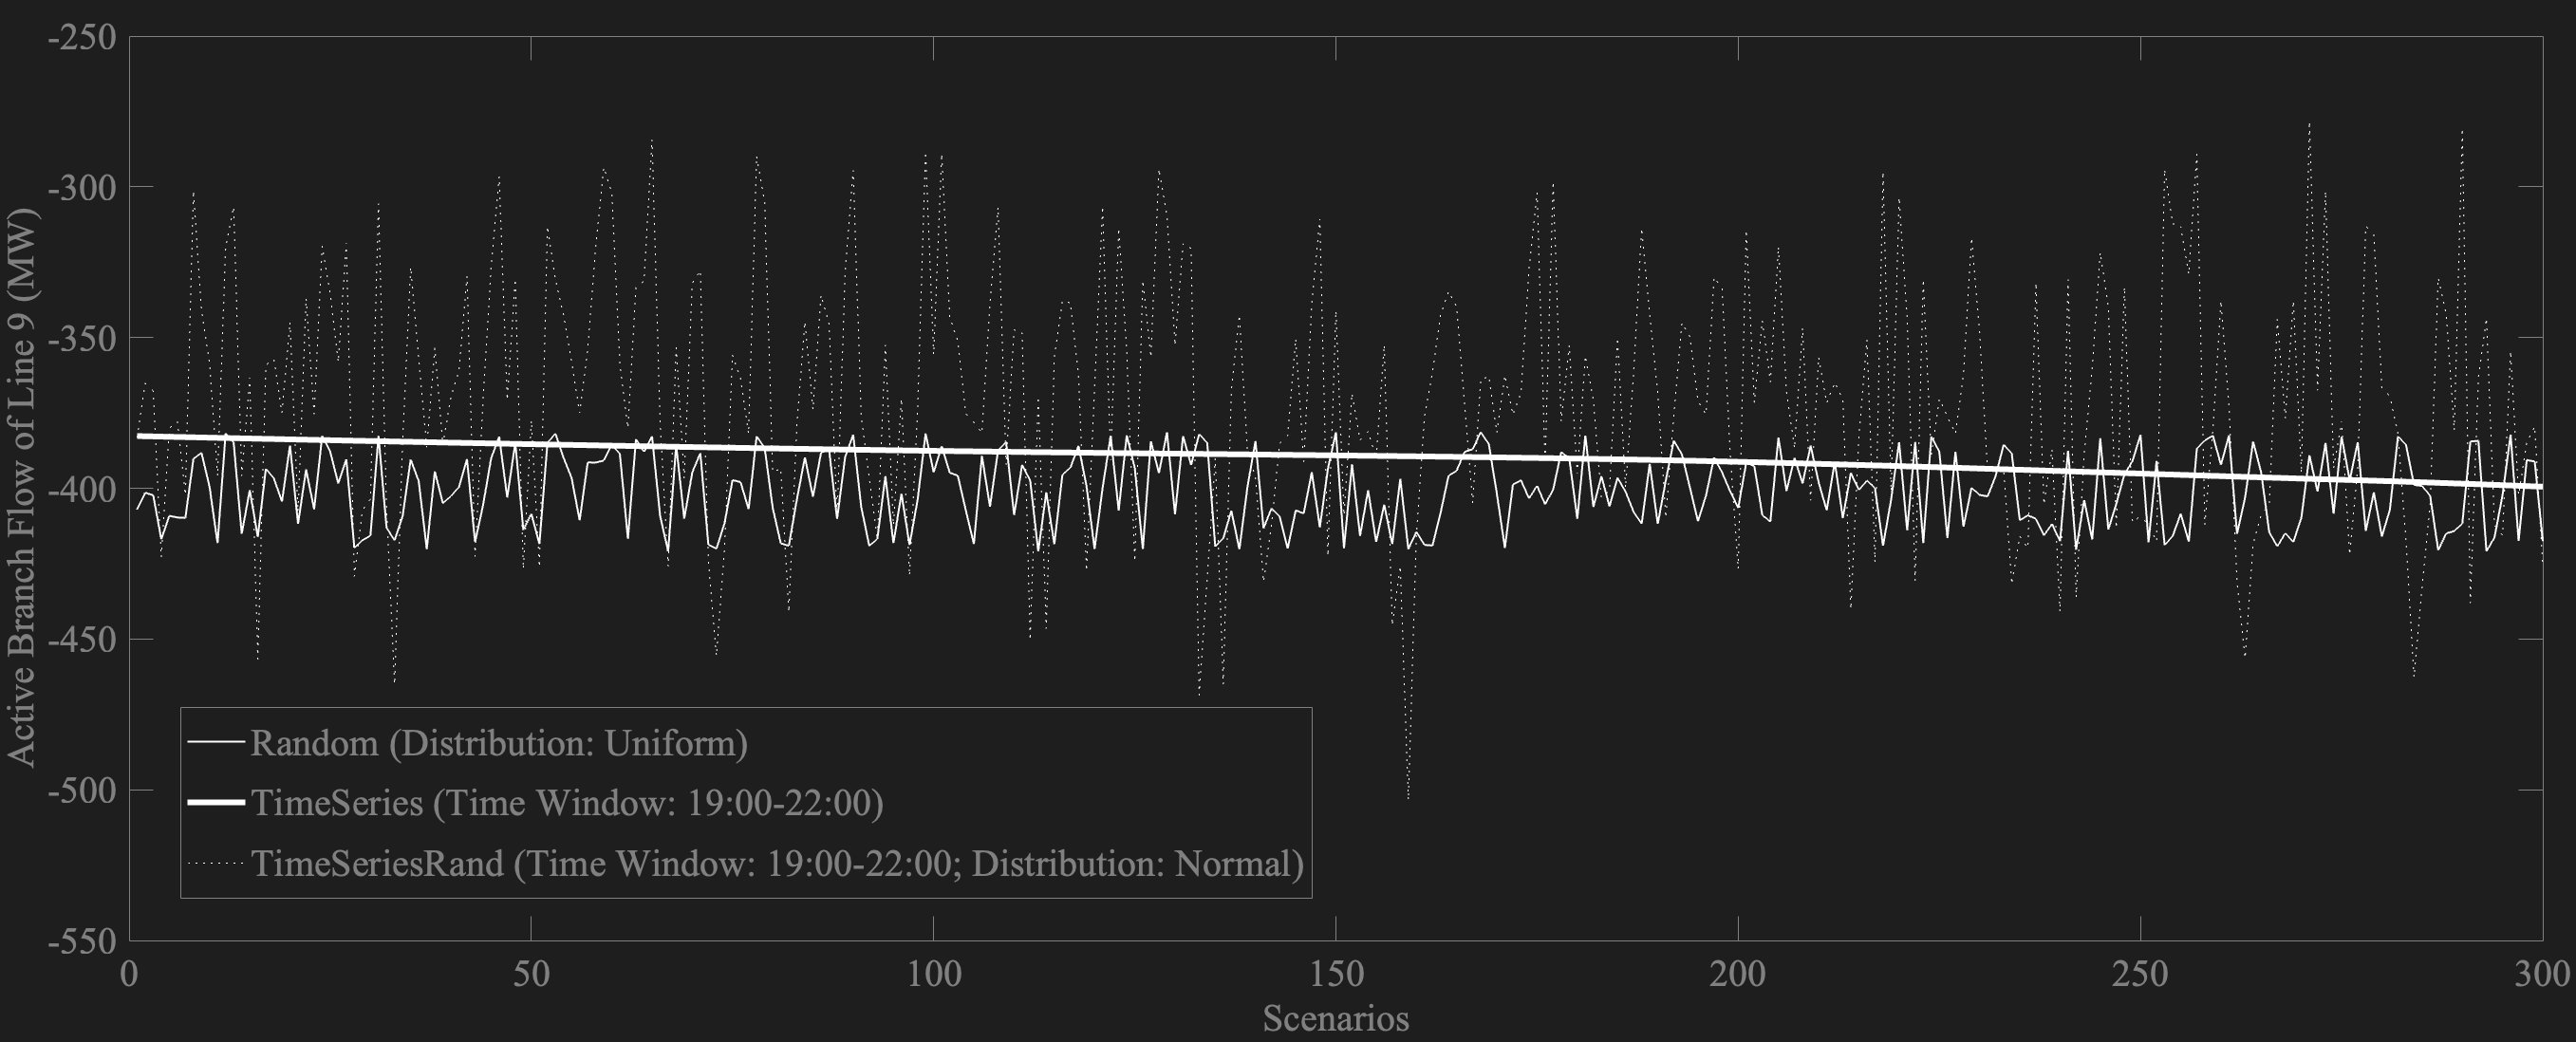 -250
-300
-350
-400
-450
-500
-550
Active Branch Flow of Line 9 (MW)
Random (Distribution: Uniform)
TimeSeries (Time Window: 19:00-22:00)
TimeSeriesRand (Time Window: 19:00-22:00; Distribution: Normal)
0 50 100 150 200 250 300
Scenarios